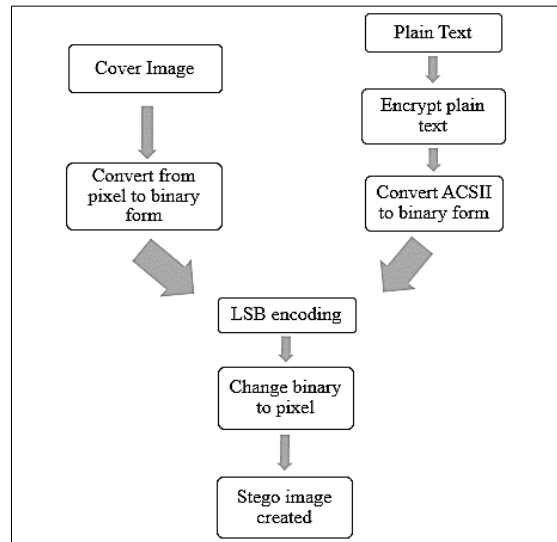 Cover Image
Convert from
pixel to binary
form
Plain Text
Encrypt plain
text
Convert ACSII
to binary form
LSB encoding
Change binary
to pixel
Stego image
created